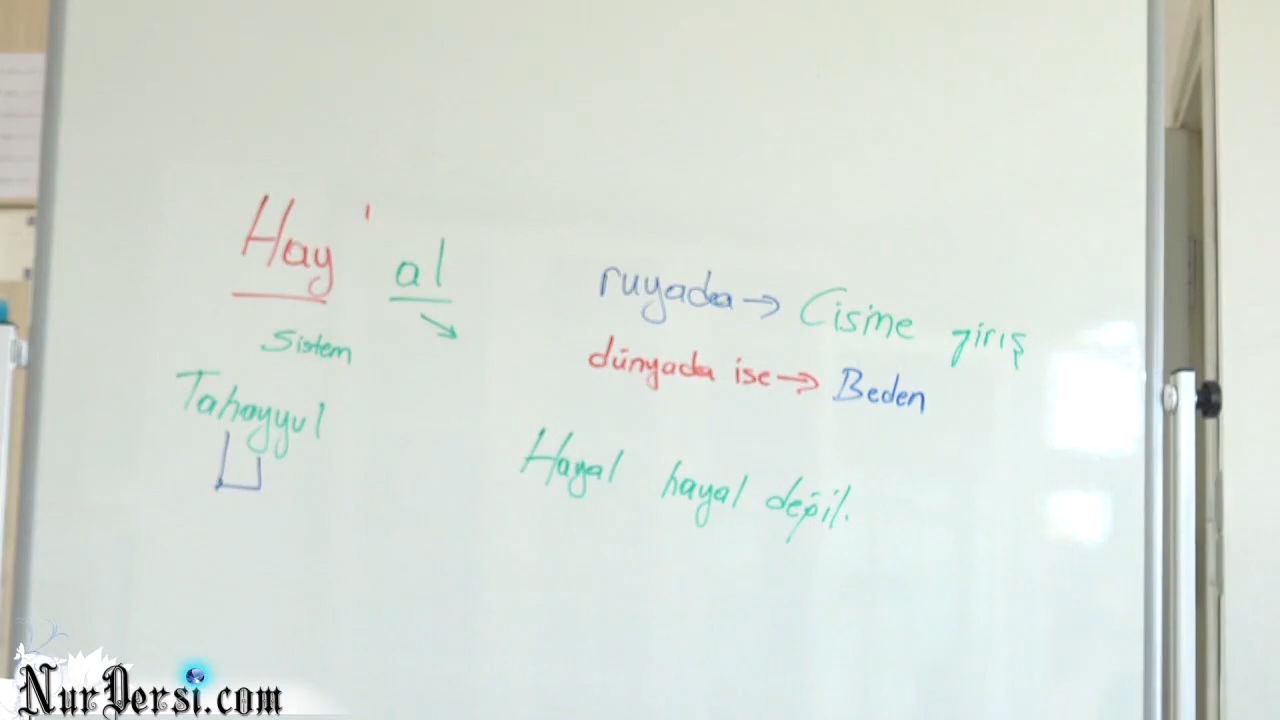 Hay ' al
Sistem
Tahayyul
ruyada → Cisme giriş
dünyada ise → Beden
Hayal hayal değil.
NurDersi.com